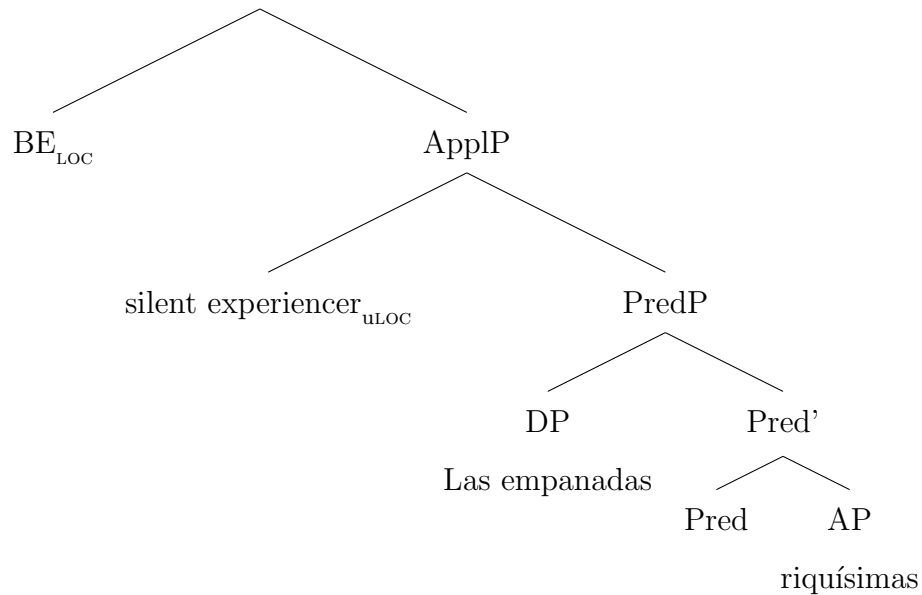 BE_LOC ApplP
silent experiencer_uLOC PredP
DP Pred'
Las empanadas
Pred AP
riquísimas